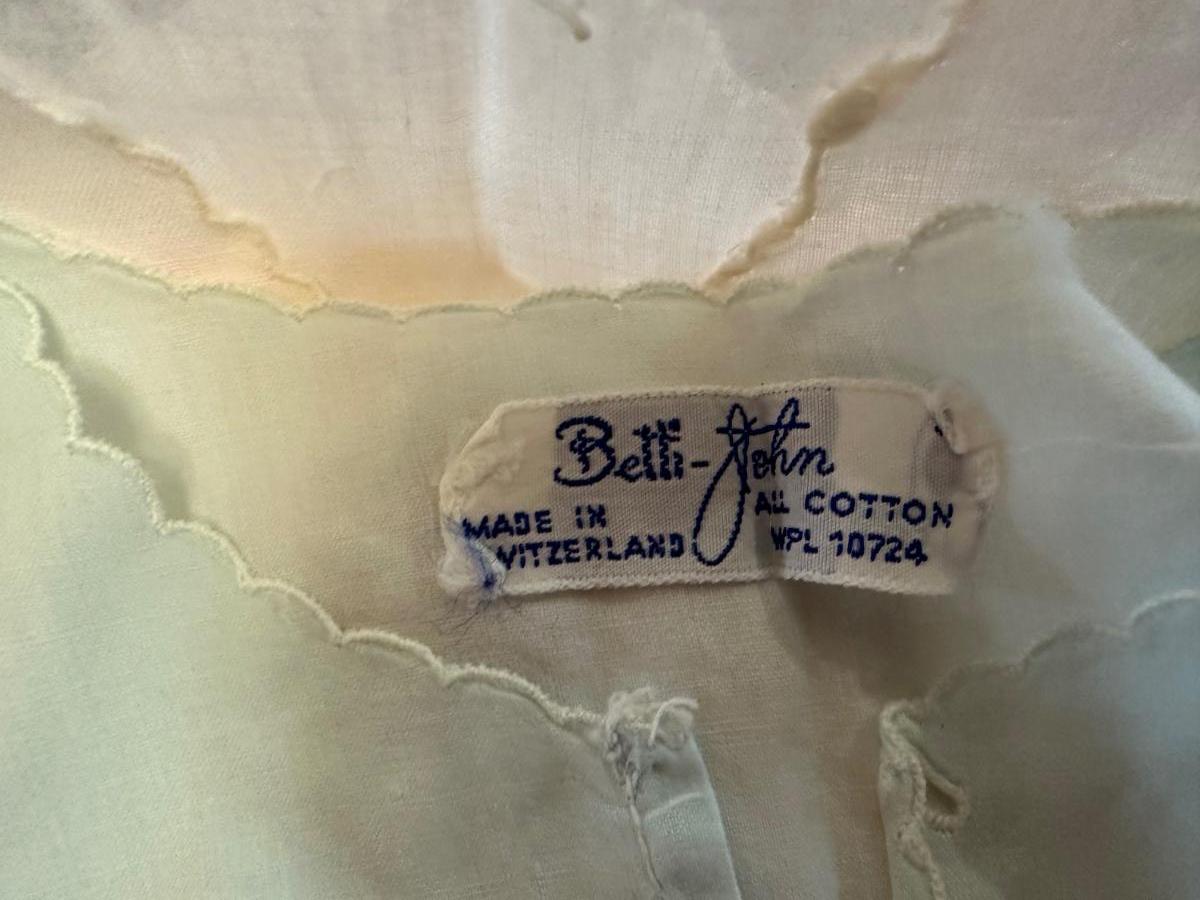 Betti-John
MADE IN ALL COTTON
WITZERLAND WPL 10724